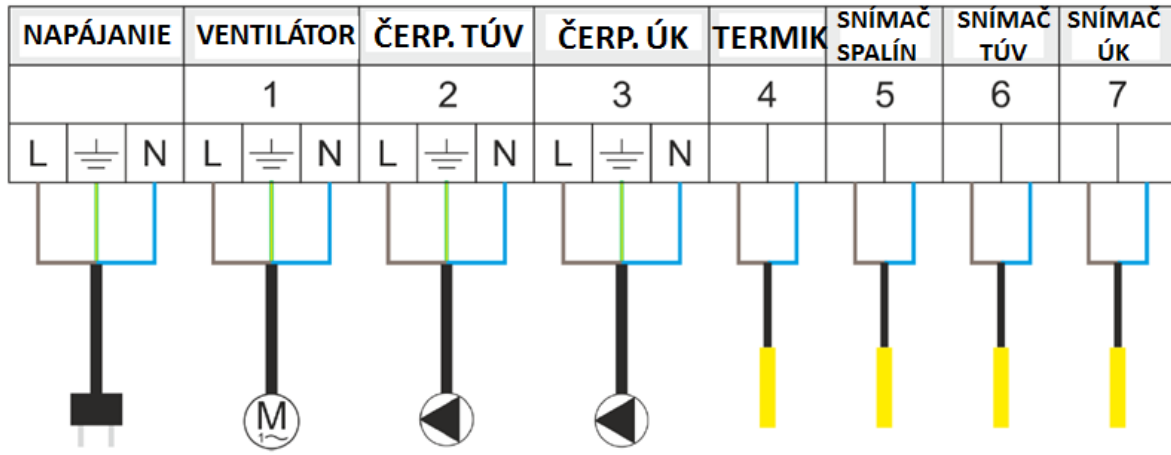 NAPÁJANIE VENTILÁTOR ČERP. TÚV ČERP. ÚK TERMIK SNÍMAČ SPALÍN SNÍMAČ TÚV SNÍMAČ ÚK
1 2 3 4 5 6 7
L N L N L N L N
M
1~